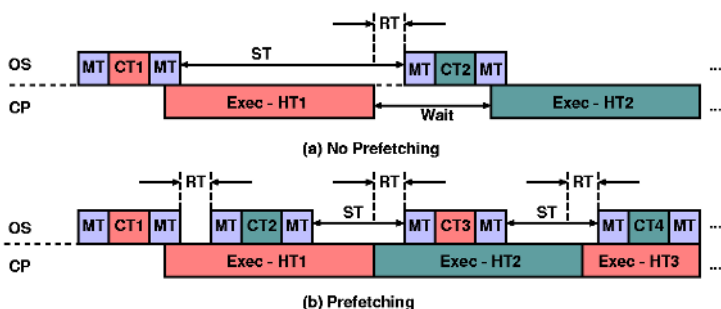 RT
ST
OS MT CT1 MT MT CT2 MT ...
CP Exec - HT1 Wait Exec - HT2 ...
(a) No Prefetching
RT RT RT
ST ST
OS MT CT1 MT MT CT2 MT MT CT3 MT MT CT4 MT ...
CP Exec - HT1 Exec - HT2 Exec - HT3 ...
(b) Prefetching